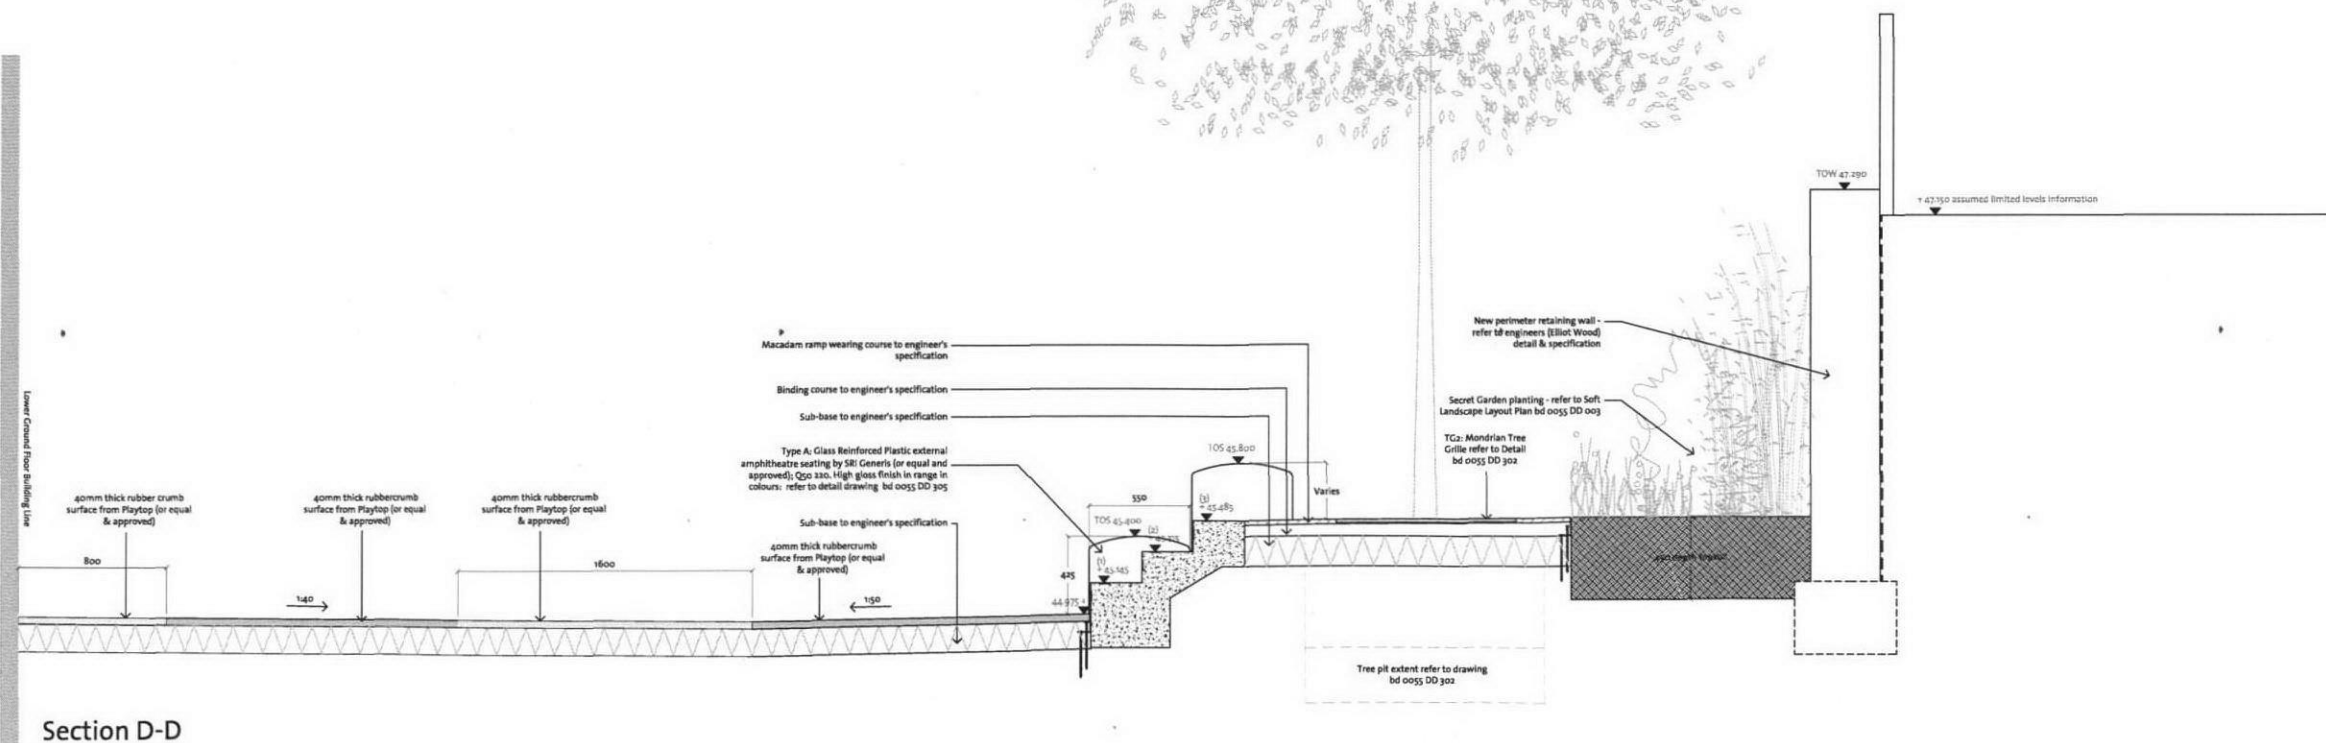 TOW 47.290
+ 47.150 assumed limited levels information
New perimeter retaining wall -
refer to engineers (Elliot Wood)
detail & specification
Macadam ramp wearing course to engineer's
specification
Binding course to engineer's specification
Secret Garden planting - refer to Soft
Landscape Layout Plan bd 0055 DD 003
Sub-base to engineer's specification
TG2: Mondrian Tree
Grille refer to Detail
bd 0055 DD 302
TOS 45.800
Type A: Glass Reinforced Plastic external
amphitheatre seating by SRI Generis (or equal and
approved); Q50 220. High gloss finish in range in
colours: refer to detail drawing bd 0055 DD 305
Lower Ground Floor Building Line
Varies
550
(3)
+ 45.485
40mm thick rubber crumb
surface from Playtop (or equal
& approved)
40mm thick rubbercrumb
surface from Playtop (or equal
& approved)
40mm thick rubbercrumb
surface from Playtop (or equal
& approved)
Sub-base to engineer's specification
TOS 45.400
(2)
40mm thick rubbercrumb
surface from Playtop (or equal
& approved)
(1)
+ 45.145
425
800
1600
1:40
1:50
44.975 +
450 depth topsoil
Tree pit extent refer to drawing
bd 0055 DD 302
Section D-D